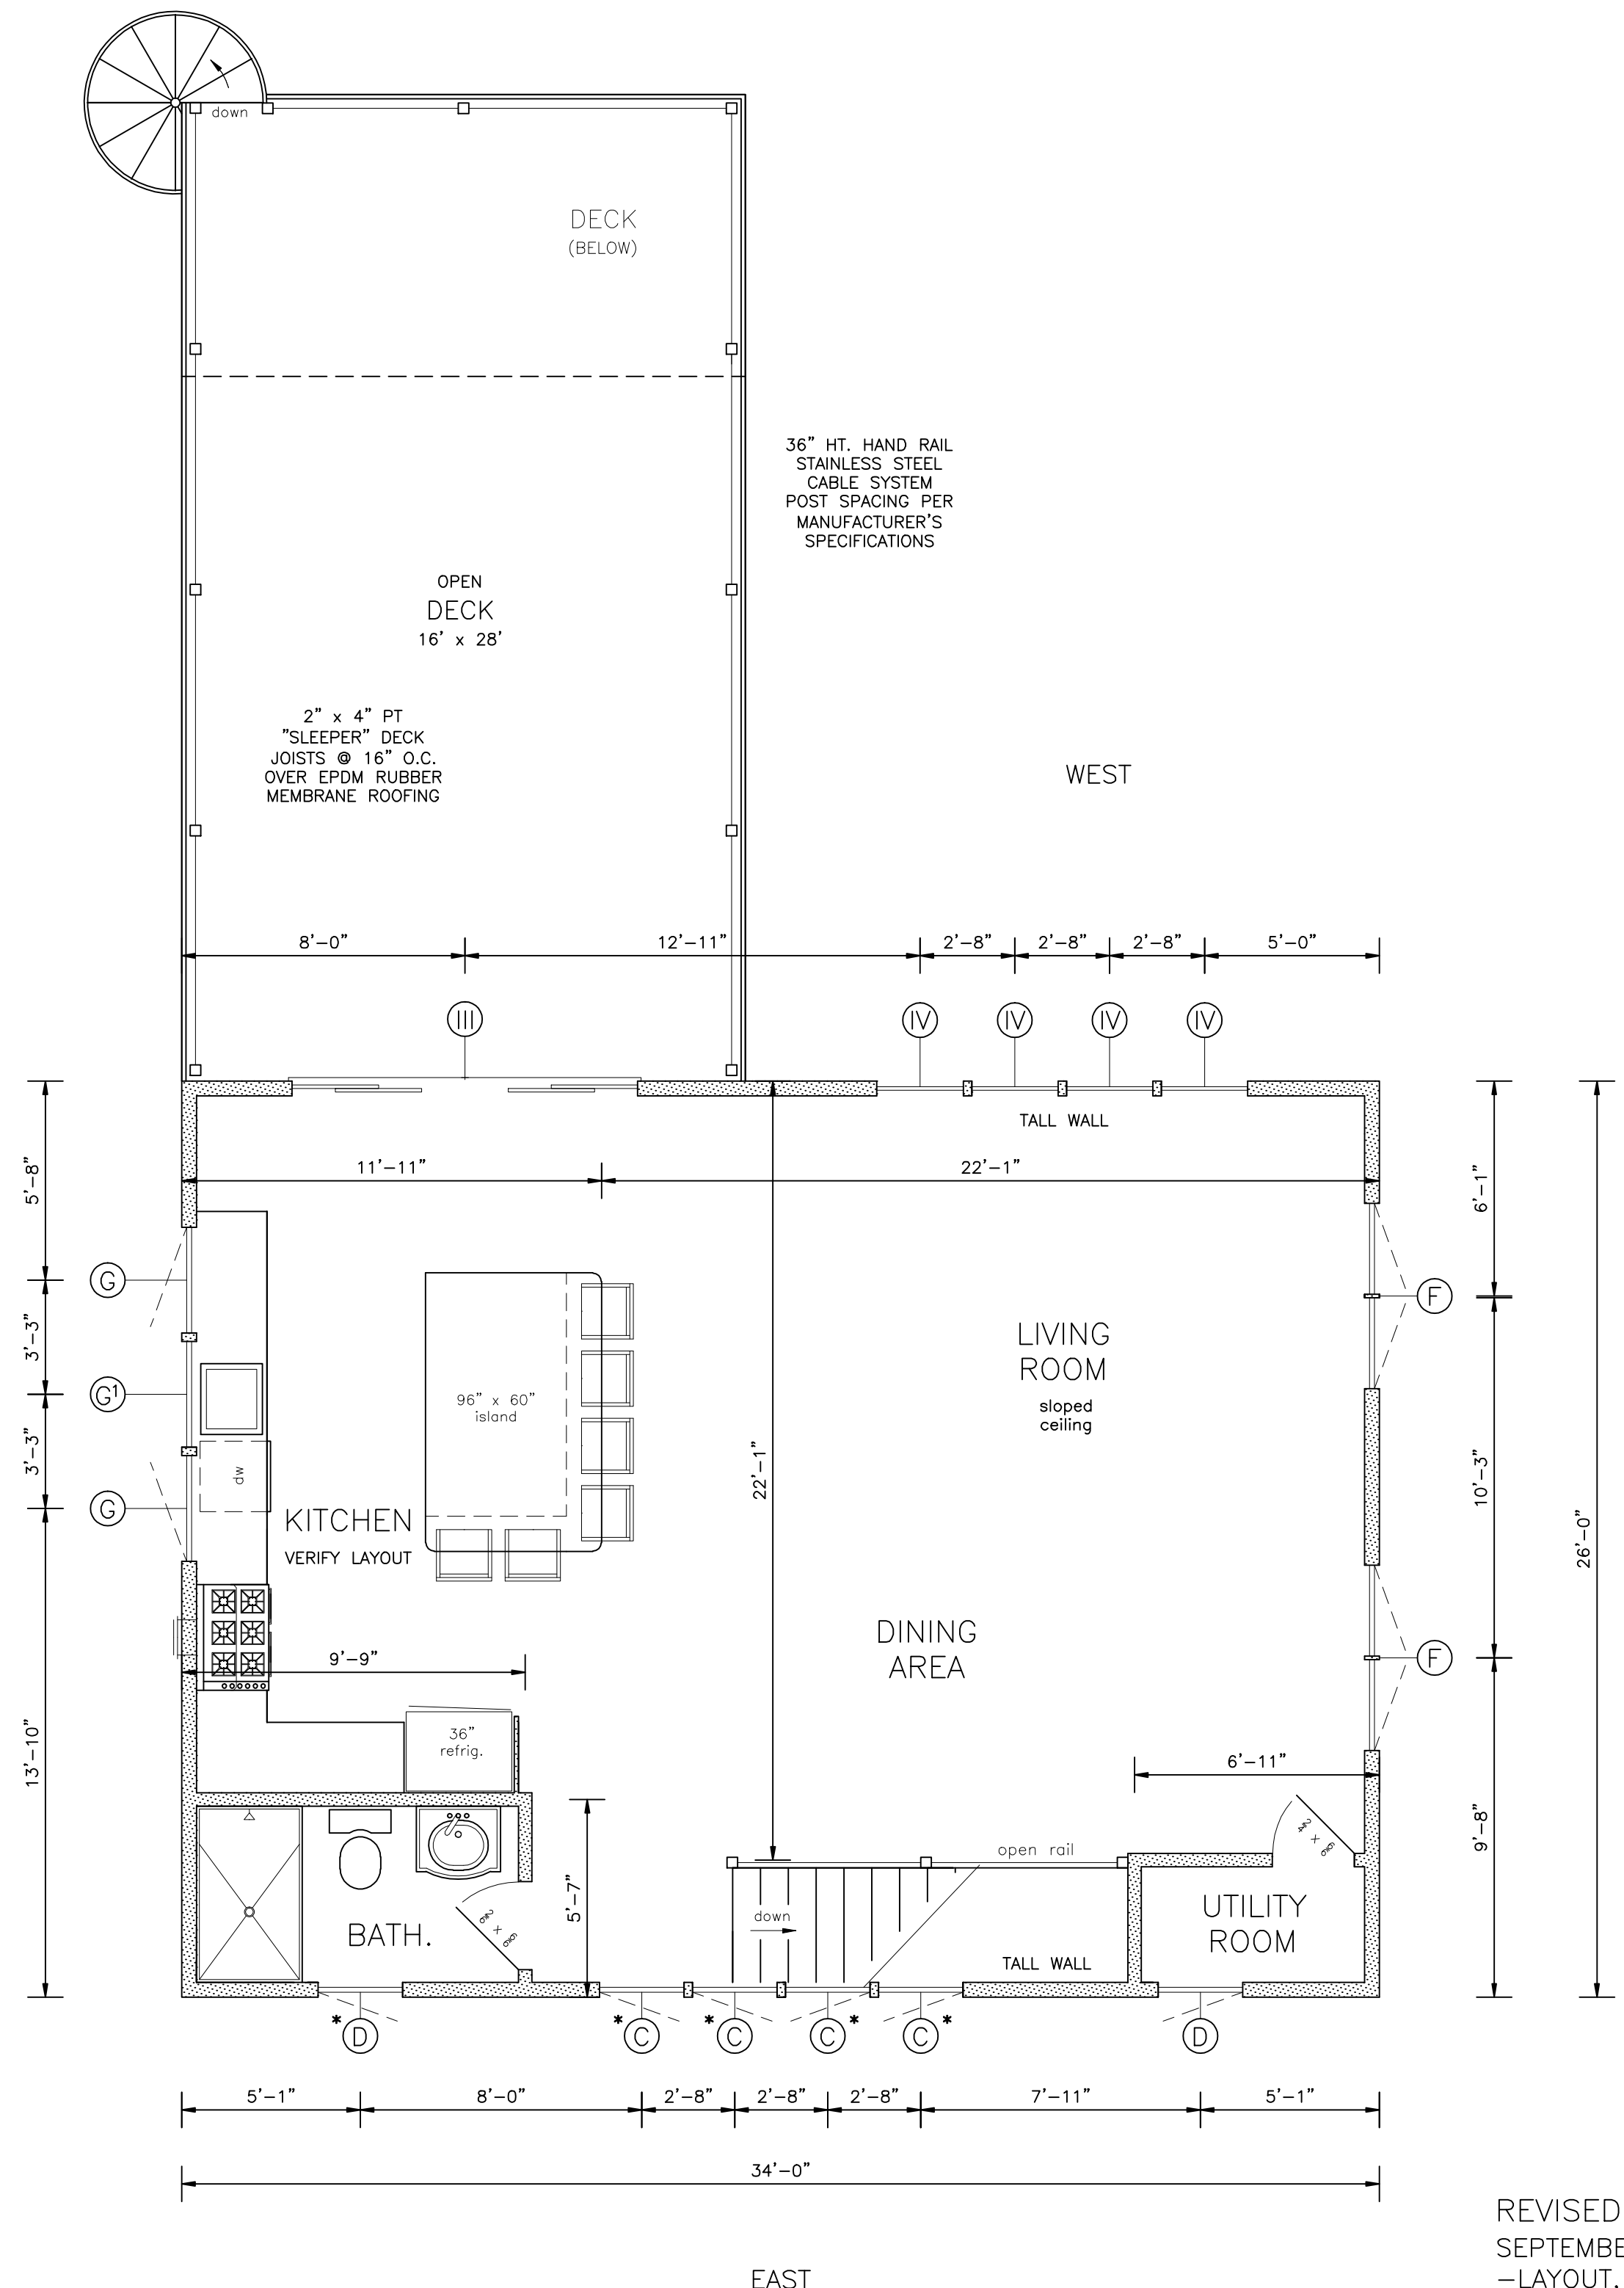 down
DECK
(BELOW)
36” HT. HAND RAIL
STAINLESS STEEL
CABLE SYSTEM
POST SPACING PER
MANUFACTURER'S
SPECIFICATIONS
OPEN
DECK
16' x 28'
2” x 4” PT
”SLEEPER” DECK
JOISTS @ 16” O.C.
OVER EPDM RUBBER
MEMBRANE ROOFING
WEST
8'-0” 12'-11” 2'-8” 2'-8” 2'-8” 5'-0”
III IV IV IV IV
TALL WALL
11'-11” 22'-1”
5'-8”
3'-3”
3'-3”
13'-10”
G
G1
G
6'-1”
10'-3”
9'-8”
26'-0”
F
F
22'-1”
LIVING
ROOM
sloped
ceiling
96” x 60”
island
dw
KITCHEN
VERIFY LAYOUT
DINING
AREA
9'-9”
36”
refrig.
6'-11”
24 x 66
open rail
5'-7”
BATH.
26 x 66
down
TALL WALL
UTILITY
ROOM
* D * C * C C * C * D
5'-1” 8'-0” 2'-8” 2'-8” 2'-8” 7'-11” 5'-1”
34'-0”
EAST
REVISED
SEPTEMBE
-LAYOUT.